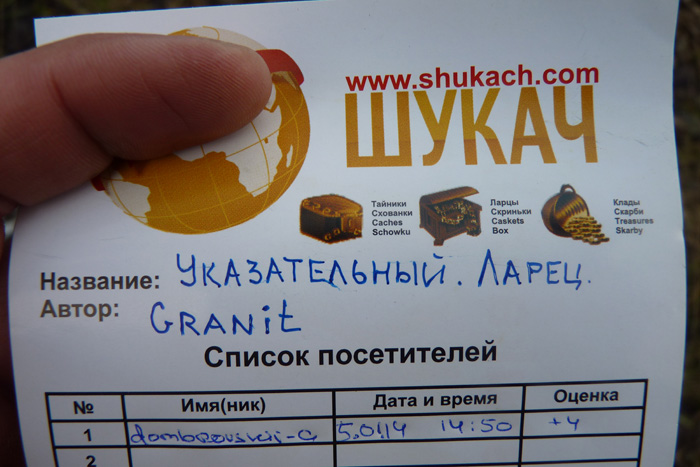 www.shukach.com
ШУКАЧ
Тайники
Схованки
Caches
Schowku
Ларцы
Скриньки
Caskets
Box
Клады
Скарби
Treasures
Skarby
Название: УКАЗАТЕЛЬНЫЙ. ЛАРЕЦ.
Автор: GRANit
Список посетителей
№ Имя(ник) Дата и время Оценка
1 5.01.14 14:50 +4
2